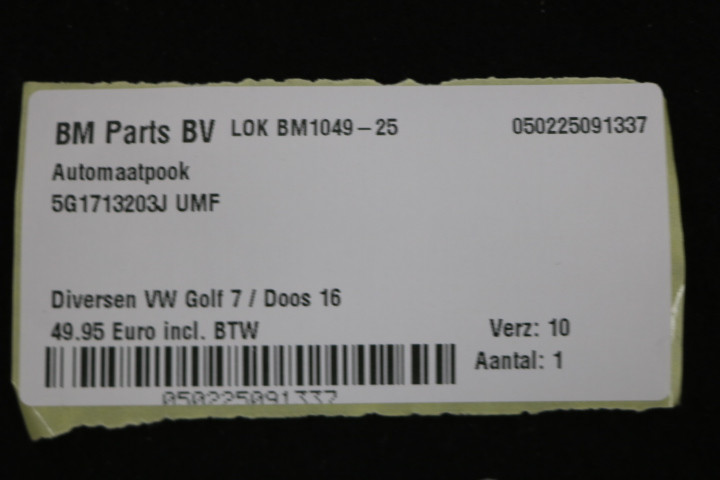 BM Parts BV LOK BM1049-25 050225091337
Automaatpook
5G1713203J UMF
Diversen VW Golf 7 / Doos 16
49.95 Euro incl. BTW Verz: 10
Aantal: 1
050225091337